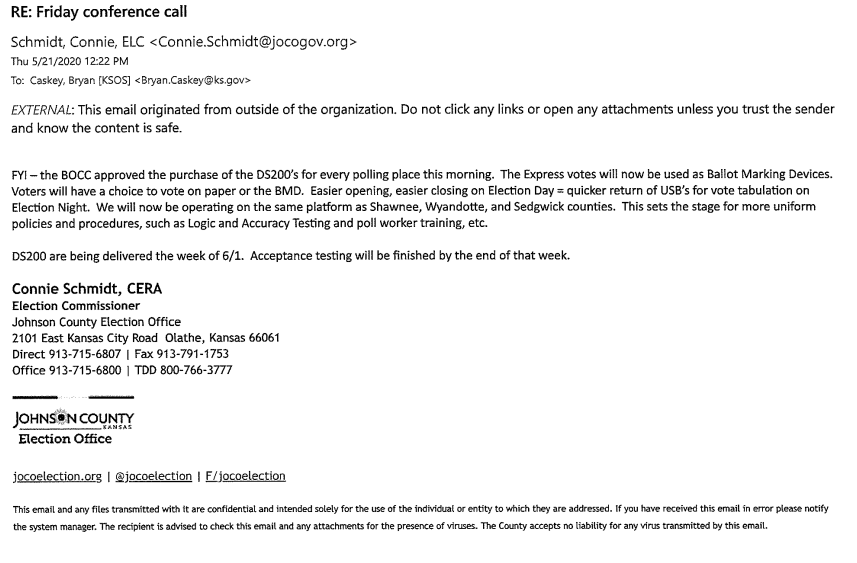 RE: Friday conference call
Schmidt, Connie, ELC <Connie.Schmidt@jocogov.org>
Thu 5/21/2020 12:22 PM
To: Caskey, Bryan [KSOS] <Bryan.Caskey@ks.gov>
EXTERNAL: This email originated from outside of the organization. Do not click any links or open any attachments unless you trust the sender
and know the content is safe.
FYI – the BOCC approved the purchase of the DS200's for every polling place this morning. The Express votes will now be used as Ballot Marking Devices.
Voters will have a choice to vote on paper or the BMD. Easier opening, easier closing on Election Day = quicker return of USB's for vote tabulation on
Election Night. We will now be operating on the same platform as Shawnee, Wyandotte, and Sedgwick counties. This sets the stage for more uniform
policies and procedures, such as Logic and Accuracy Testing and poll worker training, etc.
DS200 are being delivered the week of 6/1. Acceptance testing will be finished by the end of that week.
Connie Schmidt, CERA
Election Commissioner
Johnson County Election Office
2101 East Kansas City Road Olathe, Kansas 66061
Direct 913-715-6807 | Fax 913-791-1753
Office 913-715-6800 | TDD 800-766-3777
JOHNSON COUNTY
KANSAS
Election Office
jocoelection.org | @jocoelection | F/jocoelection
This email and any files transmitted with it are confidential and intended solely for the use of the individual or entity to which they are addressed. If you have received this email in error please notify
the system manager. The recipient is advised to check this email and any attachments for the presence of viruses. The County accepts no liability for any virus transmitted by this email.